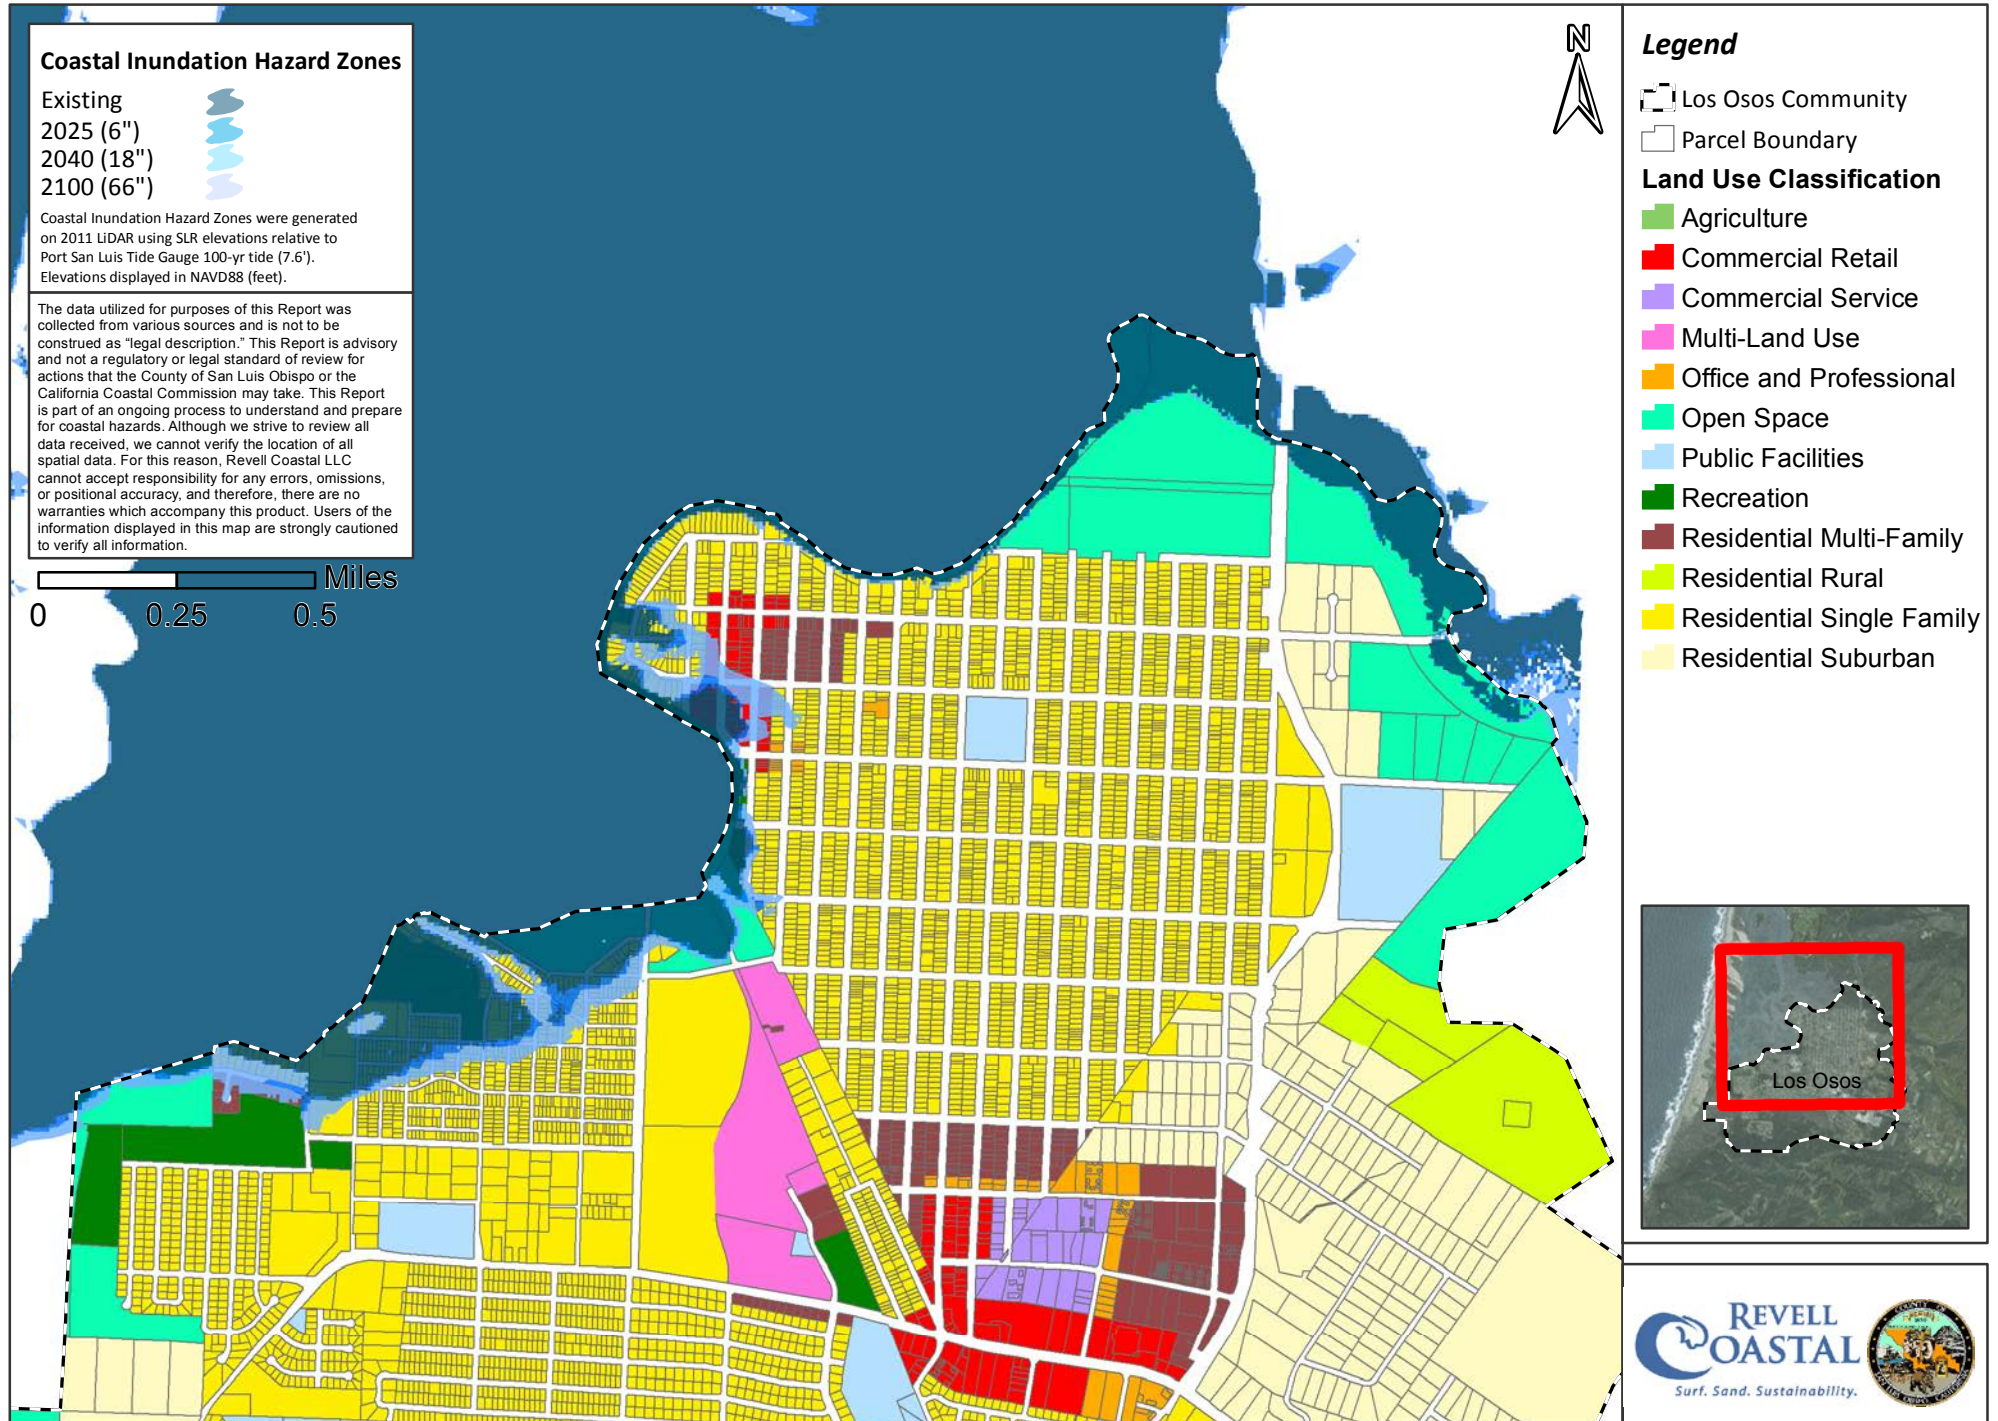 Coastal Inundation Hazard Zones
Existing
2025 (6")
2040 (18")
2100 (66")
Coastal Inundation Hazard Zones were generated
on 2011 LiDAR using SLR elevations relative to
Port San Luis Tide Gauge 100-yr tide (7.6').
Elevations displayed in NAVD88 (feet).
The data utilized for purposes of this Report was
collected from various sources and is not to be
construed as “legal description.” This Report is advisory
and not a regulatory or legal standard of review for
actions that the County of San Luis Obispo or the
California Coastal Commission may take. This Report
is part of an ongoing process to understand and prepare
for coastal hazards. Although we strive to review all
data received, we cannot verify the location of all
spatial data. For this reason, Revell Coastal LLC
cannot accept responsibility for any errors, omissions,
or positional accuracy, and therefore, there are no
warranties which accompany this product. Users of the
information displayed in this map are strongly cautioned
to verify all information.
Miles
0 0.25 0.5
N
Legend
Los Osos Community
Parcel Boundary
Land Use Classification
Agriculture
Commercial Retail
Commercial Service
Multi-Land Use
Office and Professional
Open Space
Public Facilities
Recreation
Residential Multi-Family
Residential Rural
Residential Single Family
Residential Suburban
Los Osos
REVELL
COASTAL
Surf. Sand. Sustainability.